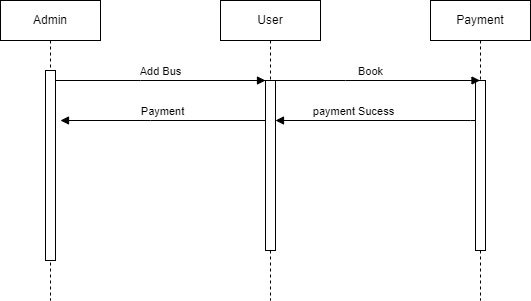 Admin
User
Payment
Add Bus
Book
Payment
payment Sucess